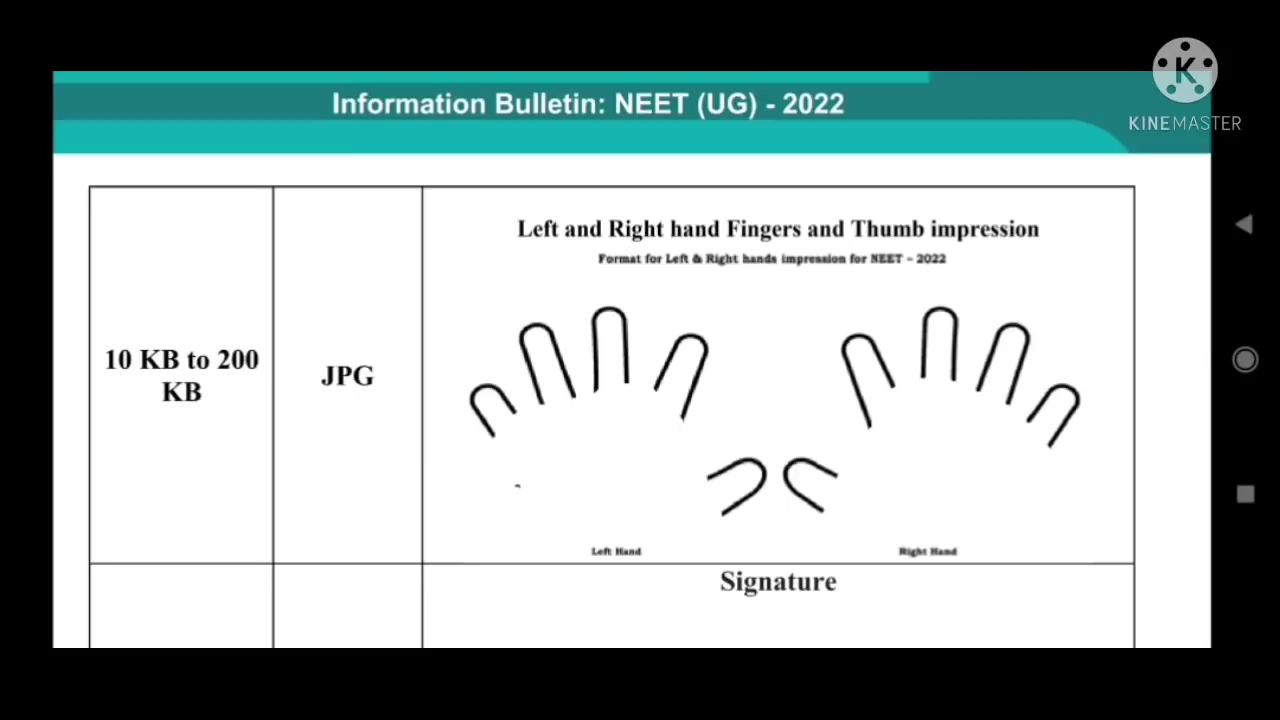 Information Bulletin: NEET (UG) - 2022
K
KINEMASTER
10 KB to 200
KB
JPG
Left and Right hand Fingers and Thumb impression
Format for Left & Right hands impression for NEET – 2022
Left Hand
Right Hand
Signature